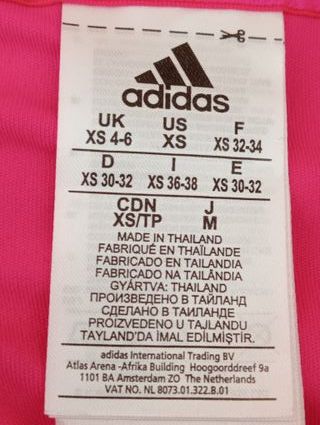 adidas
UK US F
XS 4-6 XS XS 32-34
D I E
XS 30-32 XS 36-38 XS 30-32
CDN J
XS/TP M
MADE IN THAILAND
FABRIQUÉ EN THAÏLANDE
FABRICADO EN TAILANDIA
FABRICADO NA TAILÂNDIA
GYÁRTVA: THAILAND
ПРОИЗВЕДЕНО В ТАЙЛАНД
СДЕЛАНО В ТАИЛАНДЕ
PROIZVEDENO U TAJLANDU
TAYLAND'DA İMAL EDİLMİŞTİR.
adidas International Trading BV
Atlas Arena -Afrika Building Hoogoorddreef 9a
1101 BA Amsterdam ZO The Netherlands
VAT NO. NL 8073.01.322.B.01